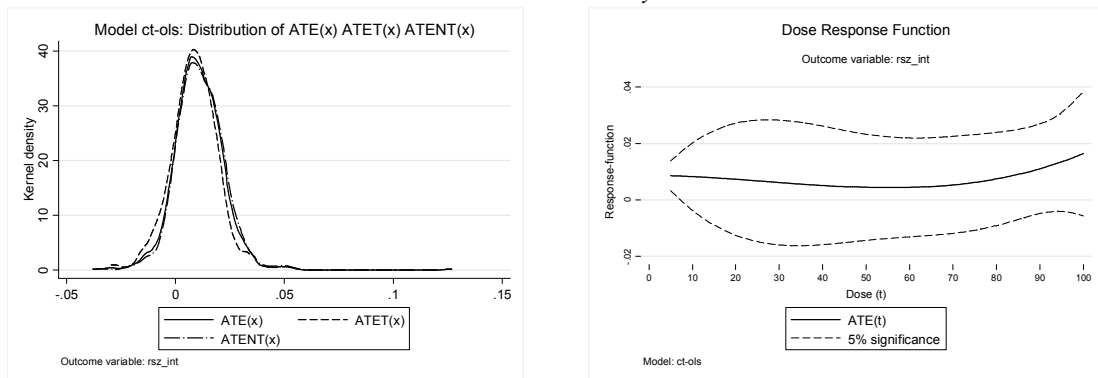 Model ct-ols: Distribution of ATE(x) ATET(x) ATENT(x)
Kernel density
40
30
20
10
0
-.05 0 .05 .1 .15
ATE(x) ATET(x)
ATENT(x)
Outcome variable: rsz_int
Dose Response Function
Outcome variable: rsz_int
Response-function
.04
.02
0
-.02
0 10 20 30 40 50 60 70 80 90 100
Dose (t)
ATE(t)
5% significance
Model: ct-ols